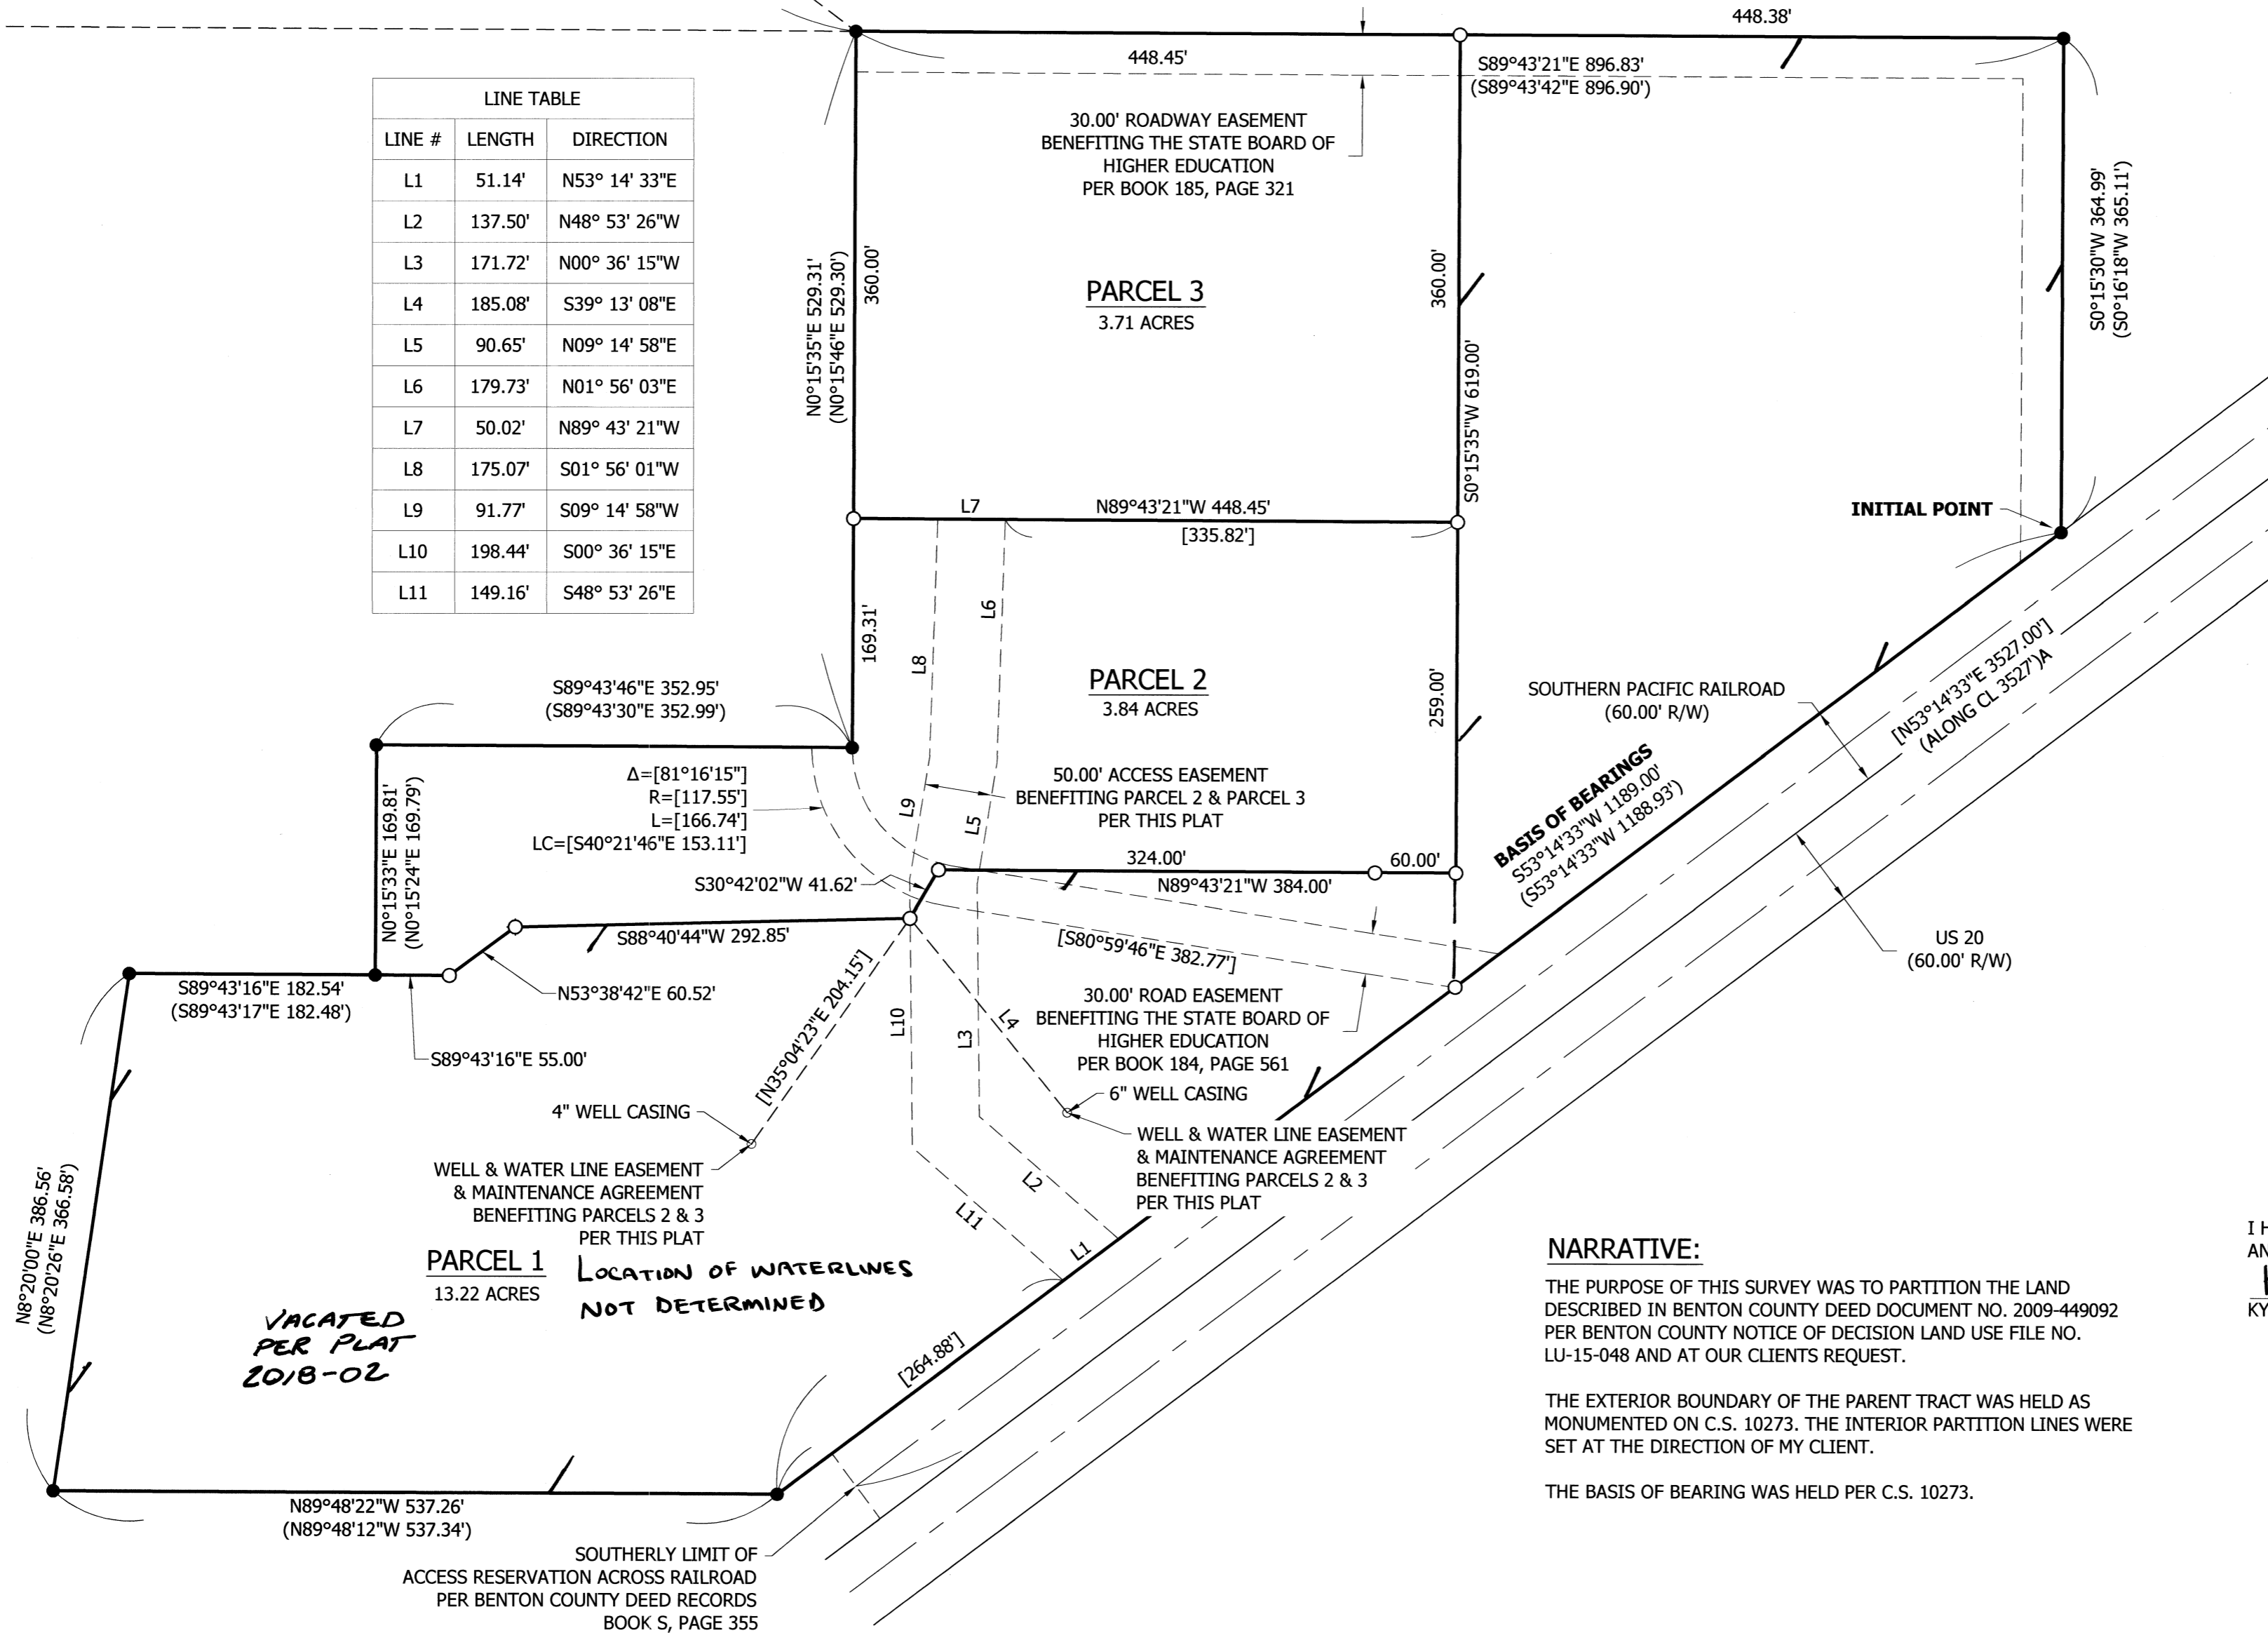 448.38'
448.45'
S89°43'21"E 896.83'
(S89°43'42"E 896.90')
LINE TABLE
LINE # LENGTH DIRECTION
L1 51.14' N53° 14' 33"E
L2 137.50' N48° 53' 26"W
L3 171.72' N00° 36' 15"W
L4 185.08' S39° 13' 08"E
L5 90.65' N09° 14' 58"E
L6 179.73' N01° 56' 03"E
L7 50.02' N89° 43' 21"W
L8 175.07' S01° 56' 01"W
L9 91.77' S09° 14' 58"W
L10 198.44' S00° 36' 15"E
L11 149.16' S48° 53' 26"E
30.00' ROADWAY EASEMENT
BENEFITING THE STATE BOARD OF
HIGHER EDUCATION
PER BOOK 185, PAGE 321
N0°15'35"E 529.31'
(N0°15'46"E 529.30')
360.00'
PARCEL 3
3.71 ACRES
360.00'
S0°15'35"W 619.00'
S0°15'30"W 364.99'
(S0°16'18"W 365.11')
INITIAL POINT
L7
N89°43'21"W 448.45'
[335.82']
169.31'
L8
L6
PARCEL 2
3.84 ACRES
259.00'
SOUTHERN PACIFIC RAILROAD
(60.00' R/W)
[N53°14'33"E 3527.00']
(ALONG CL 3527')A
S89°43'46"E 352.95'
(S89°43'30"E 352.99')
N0°15'33"E 169.81'
(N0°15'24"E 169.79')
Δ=[81°16'15"]
R=[117.55']
L=[166.74']
LC=[S40°21'46"E 153.11']
L9
L5
50.00' ACCESS EASEMENT
BENEFITING PARCEL 2 & PARCEL 3
PER THIS PLAT
BASIS OF BEARINGS
S53°14'33"W 1189.00'
(S53°14'33"W 1188.93')
324.00'
60.00'
N89°43'21"W 384.00'
S30°42'02"W 41.62'
S88°40'44"W 292.85'
[S80°59'46"E 382.77']
US 20
(60.00' R/W)
S89°43'16"E 182.54'
(S89°43'17"E 182.48')
N53°38'42"E 60.52'
S89°43'16"E 55.00'
[N35°04'23"E 204.15']
L10
L3
L4
30.00' ROAD EASEMENT
BENEFITING THE STATE BOARD OF
HIGHER EDUCATION
PER BOOK 184, PAGE 561
4" WELL CASING
6" WELL CASING
WELL & WATER LINE EASEMENT
& MAINTENANCE AGREEMENT
BENEFITING PARCELS 2 & 3
PER THIS PLAT
WELL & WATER LINE EASEMENT
& MAINTENANCE AGREEMENT
BENEFITING PARCELS 2 & 3
PER THIS PLAT
L2
L11
L1
N8°20'00"E 386.56'
(N8°20'26"E 366.58')
PARCEL 1
13.22 ACRES
LOCATION OF WATERLINES
NOT DETERMINED
VACATED
PER PLAT
2018-02
[264.88']
N89°48'22"W 537.26'
(N89°48'12"W 537.34')
SOUTHERLY LIMIT OF
ACCESS RESERVATION ACROSS RAILROAD
PER BENTON COUNTY DEED RECORDS
BOOK S, PAGE 355
NARRATIVE:
THE PURPOSE OF THIS SURVEY WAS TO PARTITION THE LAND
DESCRIBED IN BENTON COUNTY DEED DOCUMENT NO. 2009-449092
PER BENTON COUNTY NOTICE OF DECISION LAND USE FILE NO.
LU-15-048 AND AT OUR CLIENTS REQUEST.
THE EXTERIOR BOUNDARY OF THE PARENT TRACT WAS HELD AS
MONUMENTED ON C.S. 10273. THE INTERIOR PARTITION LINES WERE
SET AT THE DIRECTION OF MY CLIENT.
THE BASIS OF BEARING WAS HELD PER C.S. 10273.
I